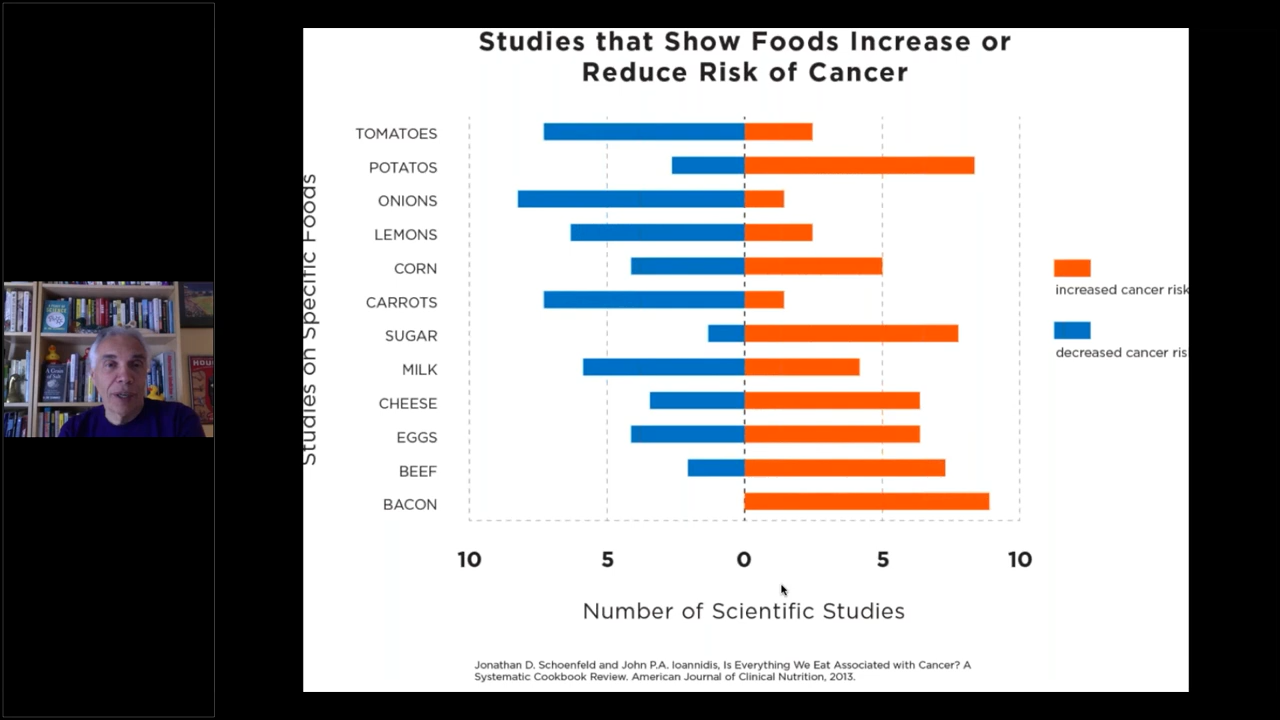 Studies that Show Foods Increase or
Reduce Risk of Cancer
Studies on Specific Foods
TOMATOES
POTATOS
ONIONS
LEMONS
CORN
CARROTS
SUGAR
MILK
CHEESE
EGGS
BEEF
BACON
increased cancer risk
decreased cancer ris
10 5 0 5 10
Number of Scientific Studies
Jonathan D. Schoenfeld and John P.A. Ioannidis, Is Everything We Eat Associated with Cancer? A
Systematic Cookbook Review. American Journal of Clinical Nutrition, 2013.